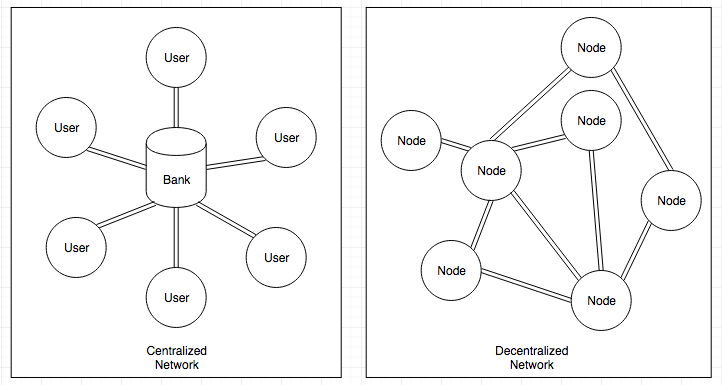 User
User
User
Bank
User
User
User
Centralized
Network
Node
Node
Node
Node
Node
Node
Node
Decentralized
Network